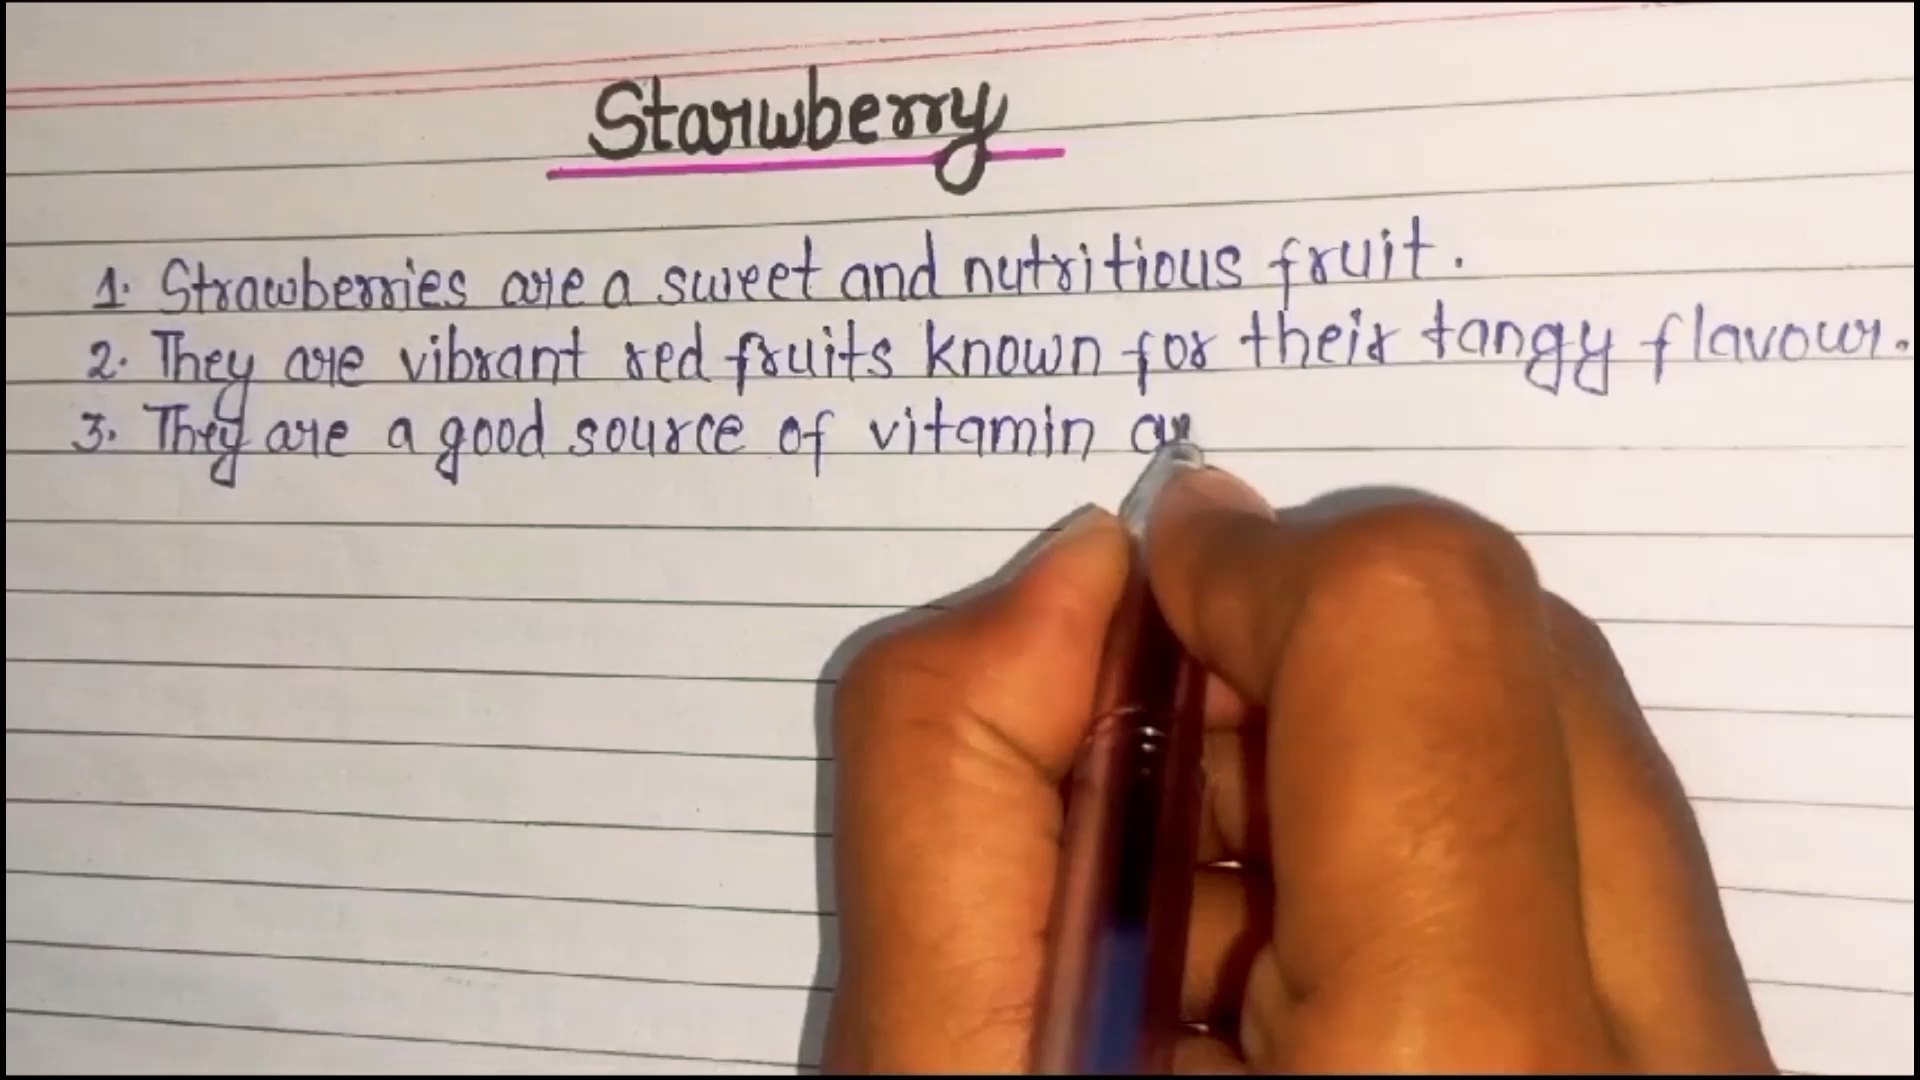 Starwberry
1. Strawberries are a sweet and nutritious fruit.
2. They are vibrant red fruits known for their tangy flavour.
3. They are a good source of vitamin an